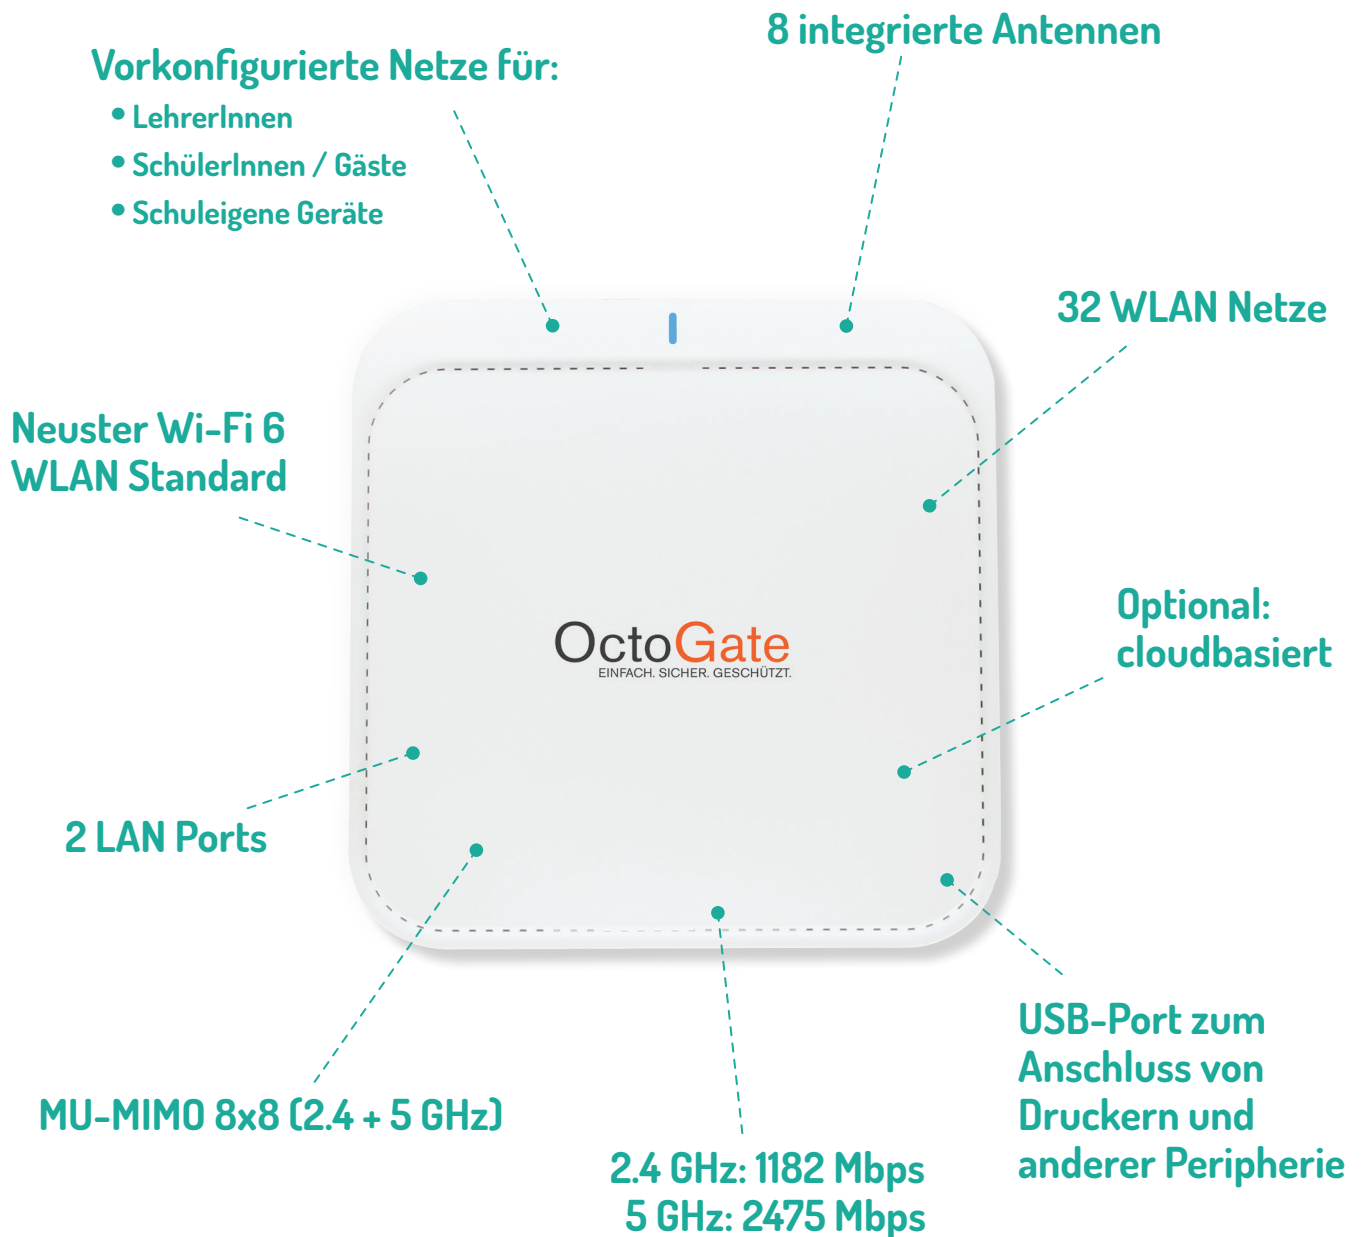 8 integrierte Antennen
Vorkonfigurierte Netze für:
• LehrerInnen
• SchülerInnen / Gäste
• Schuleigene Geräte
32 WLAN Netze
Neuster Wi-Fi 6
WLAN Standard
Optional:
cloudbasiert
OctoGate
EINFACH. SICHER. GESCHÜTZT.
2 LAN Ports
USB-Port zum
Anschluss von
Druckern und
anderer Peripherie
MU-MIMO 8x8 (2.4 + 5 GHz)
2.4 GHz: 1182 Mbps
5 GHz: 2475 Mbps